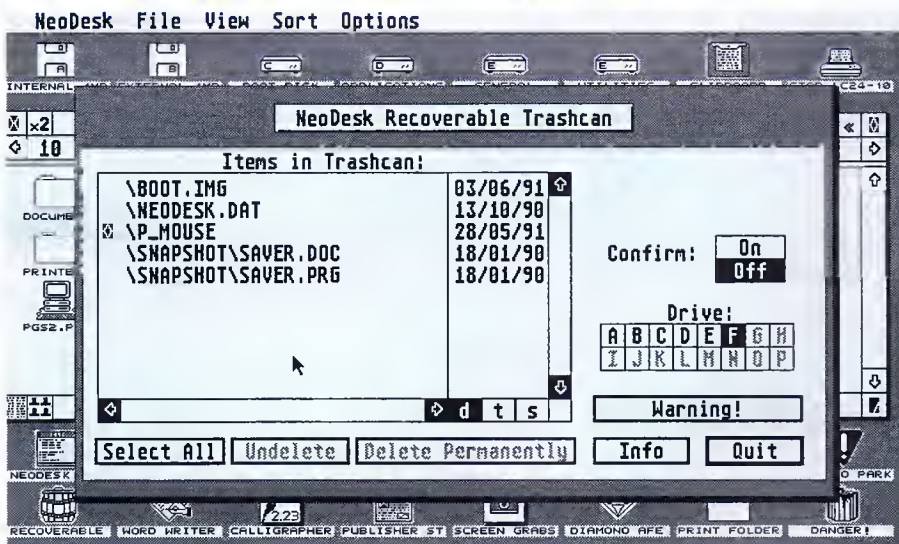 NeoDesk File View Sort Options
A B C D E E
INTERNAL C24-10
NeoDesk Recoverable Trashcan
x2
10
Items in Trashcan:
\BOOT.IMG 03/06/91
\NEODESK.DAT 13/10/90
\P_MOUSE 28/05/91
\SNAPSHOT\SAVER.DOC 18/01/90
\SNAPSHOT\SAVER.PRG 18/01/90
DOCUME
PRINTE
PGS2.P
Confirm: On
Off
Drive:
A B C D E F G H
I J K L M N O P
d t s
Warning!
Select All Undelete Delete Permanently Info Quit
NEODESK O PARK
2.23
RECOVERABLE WORD WRITER CALLIGRAPHER PUBLISHER ST SCREEN GRABS DIAMOND AFE PRINT FOLDER DANGER!